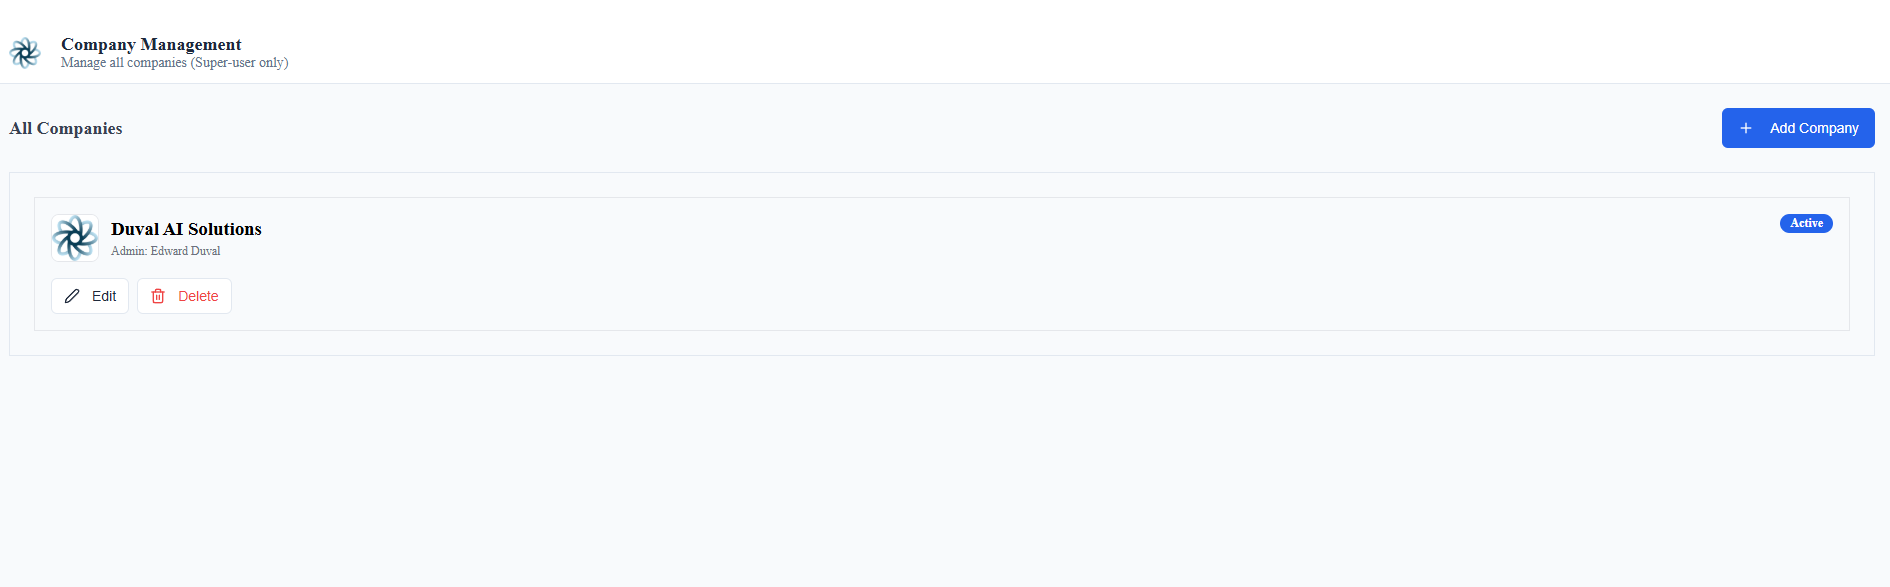 Company Management
Manage all companies (Super-user only)
All Companies
Add Company
Duval AI Solutions
Active
Admin: Edward Duval
Edit
Delete